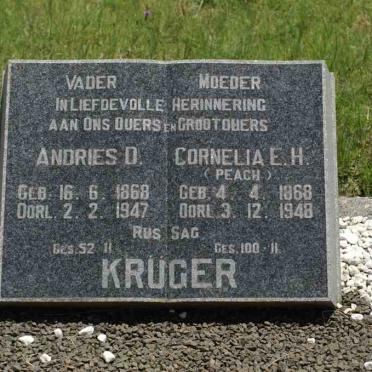 VADER MOEDER
IN LIEFDEVOLLE HERINNERING
AAN ONS OUERS EN GROOTOUERS
ANDRIES D. CORNELIA E.H.
(PEACH)
GEB. 16. 6. 1868 GEB. 4. 4. 1868
OORL. 2. 2. 1947 OORL. 3. 12. 1948
RUS SAG
GES. 52 - 11 GES. 100 - 11
KRUGER